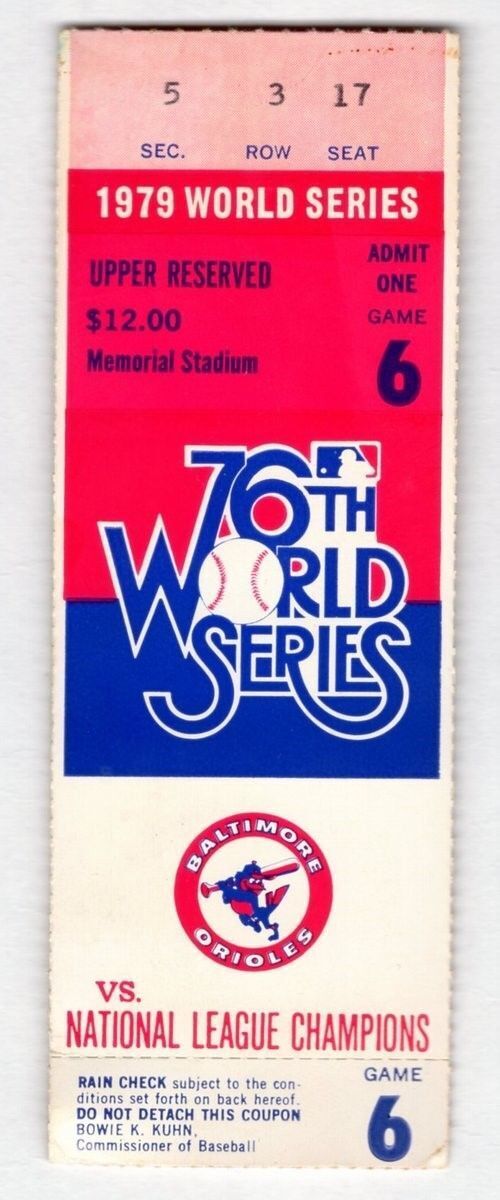 5 3 17
SEC. ROW SEAT
1979 WORLD SERIES
UPPER RESERVED
$12.00
Memorial Stadium
ADMIT
ONE
GAME
6
76TH
WORLD
SERIES
BALTIMORE
ORIOLES
VS.
NATIONAL LEAGUE CHAMPIONS
RAIN CHECK subject to the con-
ditions set forth on back hereof.
DO NOT DETACH THIS COUPON
BOWIE K. KUHN,
Commissioner of Baseball
GAME
6